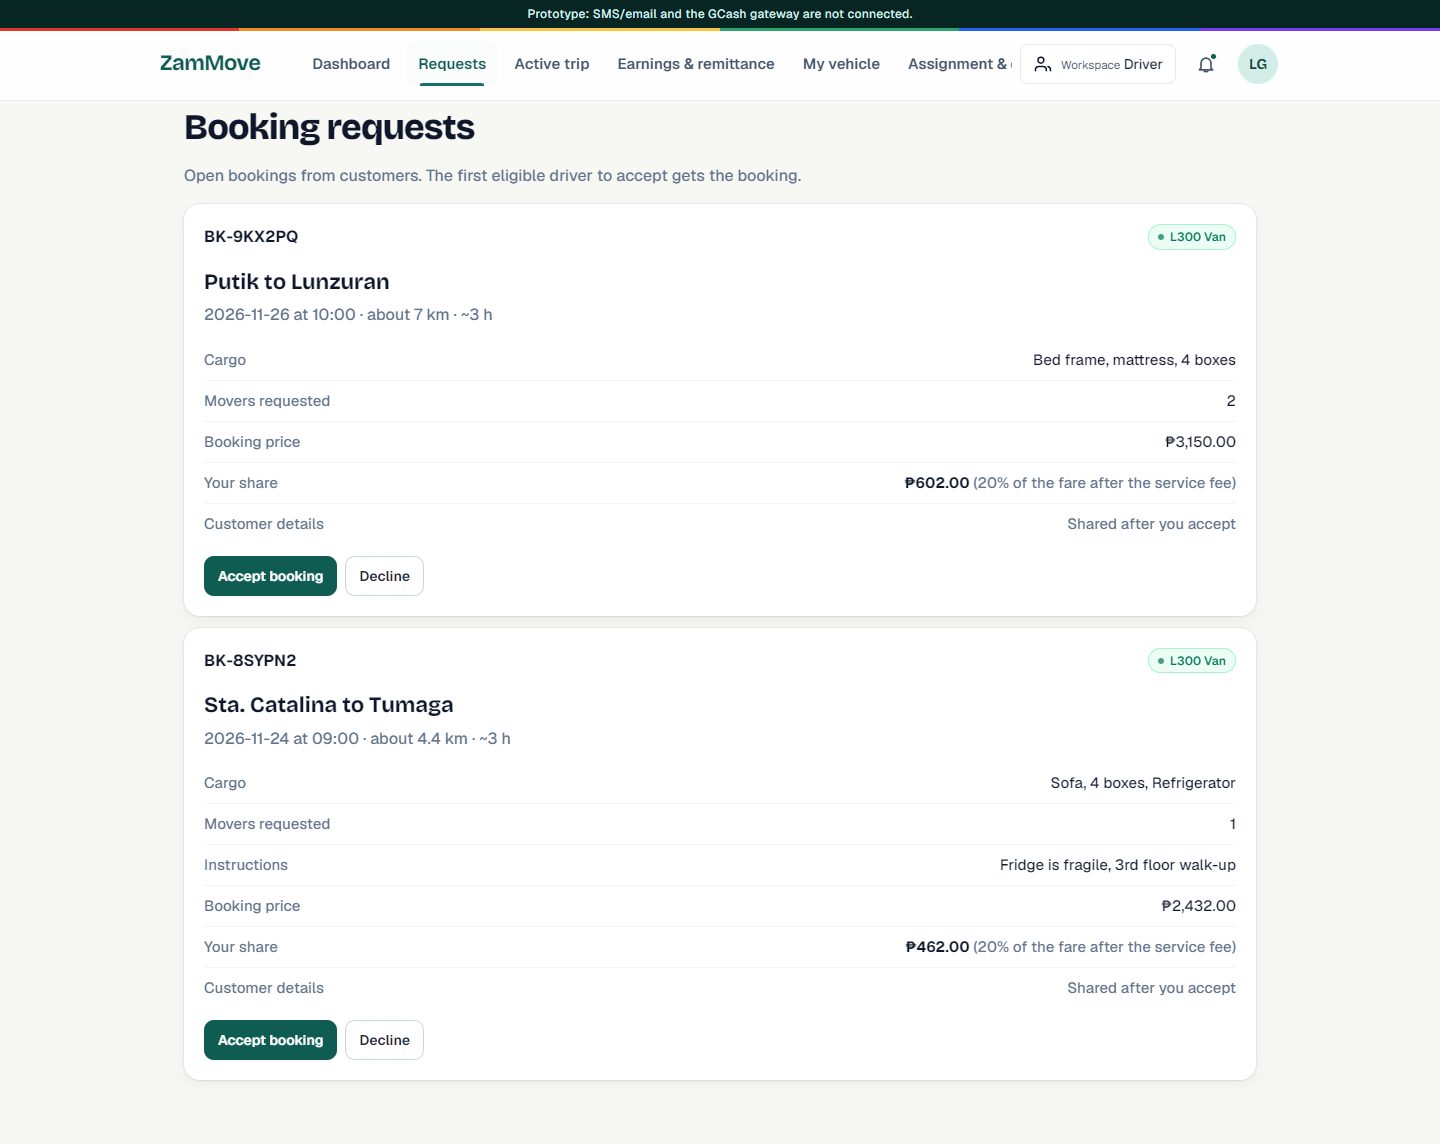 Prototype: SMS/email and the GCash gateway are not connected.
ZamMove
Dashboard
Requests
Active trip
Earnings & remittance
My vehicle
Assignment &
Workspace Driver
LG
Booking requests
Open bookings from customers. The first eligible driver to accept gets the booking.
BK-9KX2PQ
L300 Van
Putik to Lunzuran
2026-11-26 at 10:00 · about 7 km · ~3 h
Cargo
Bed frame, mattress, 4 boxes
Movers requested
2
Booking price
₱3,150.00
Your share
₱602.00 (20% of the fare after the service fee)
Customer details
Shared after you accept
Accept booking
Decline
BK-8SYPN2
L300 Van
Sta. Catalina to Tumaga
2026-11-24 at 09:00 · about 4.4 km · ~3 h
Cargo
Sofa, 4 boxes, Refrigerator
Movers requested
1
Instructions
Fridge is fragile, 3rd floor walk-up
Booking price
₱2,432.00
Your share
₱462.00 (20% of the fare after the service fee)
Customer details
Shared after you accept
Accept booking
Decline